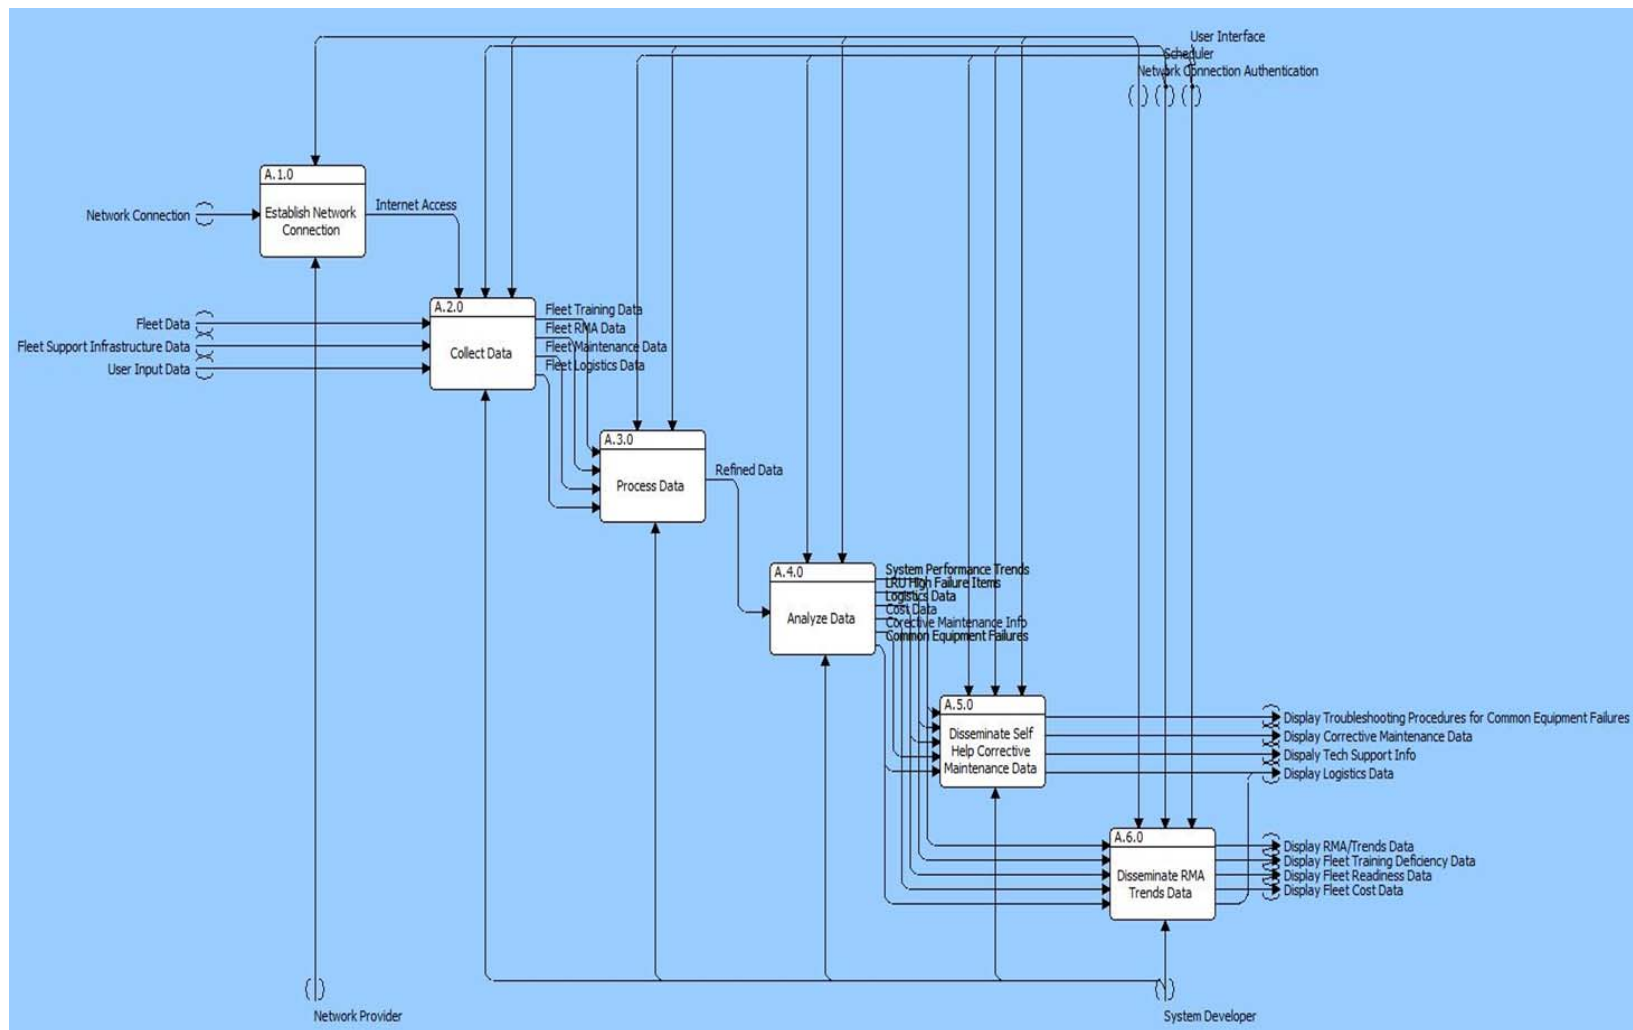 User Interface
Scheduler
Network Connection Authentication
A.1.0
Establish Network
Connection
Network Connection
Internet Access
A.2.0
Collect Data
Fleet Data
Fleet Support Infrastructure Data
User Input Data
Fleet Training Data
Fleet RMA Data
Fleet Maintenance Data
Fleet Logistics Data
A.3.0
Process Data
Refined Data
A.4.0
Analyze Data
System Performance Trends
LRU High Failure Items
Logistics Data
Cost Data
Corective Maintenance Info
Common Equipment Failures
A.5.0
Disseminate Self
Help Corrective
Maintenance Data
Display Troubleshooting Procedures for Common Equipment Failures
Display Corrective Maintenance Data
Dispaly Tech Support Info
Display Logistics Data
A.6.0
Disseminate RMA
Trends Data
Display RMA/Trends Data
Display Fleet Training Deficiency Data
Display Fleet Readiness Data
Display Fleet Cost Data
Network Provider
System Developer